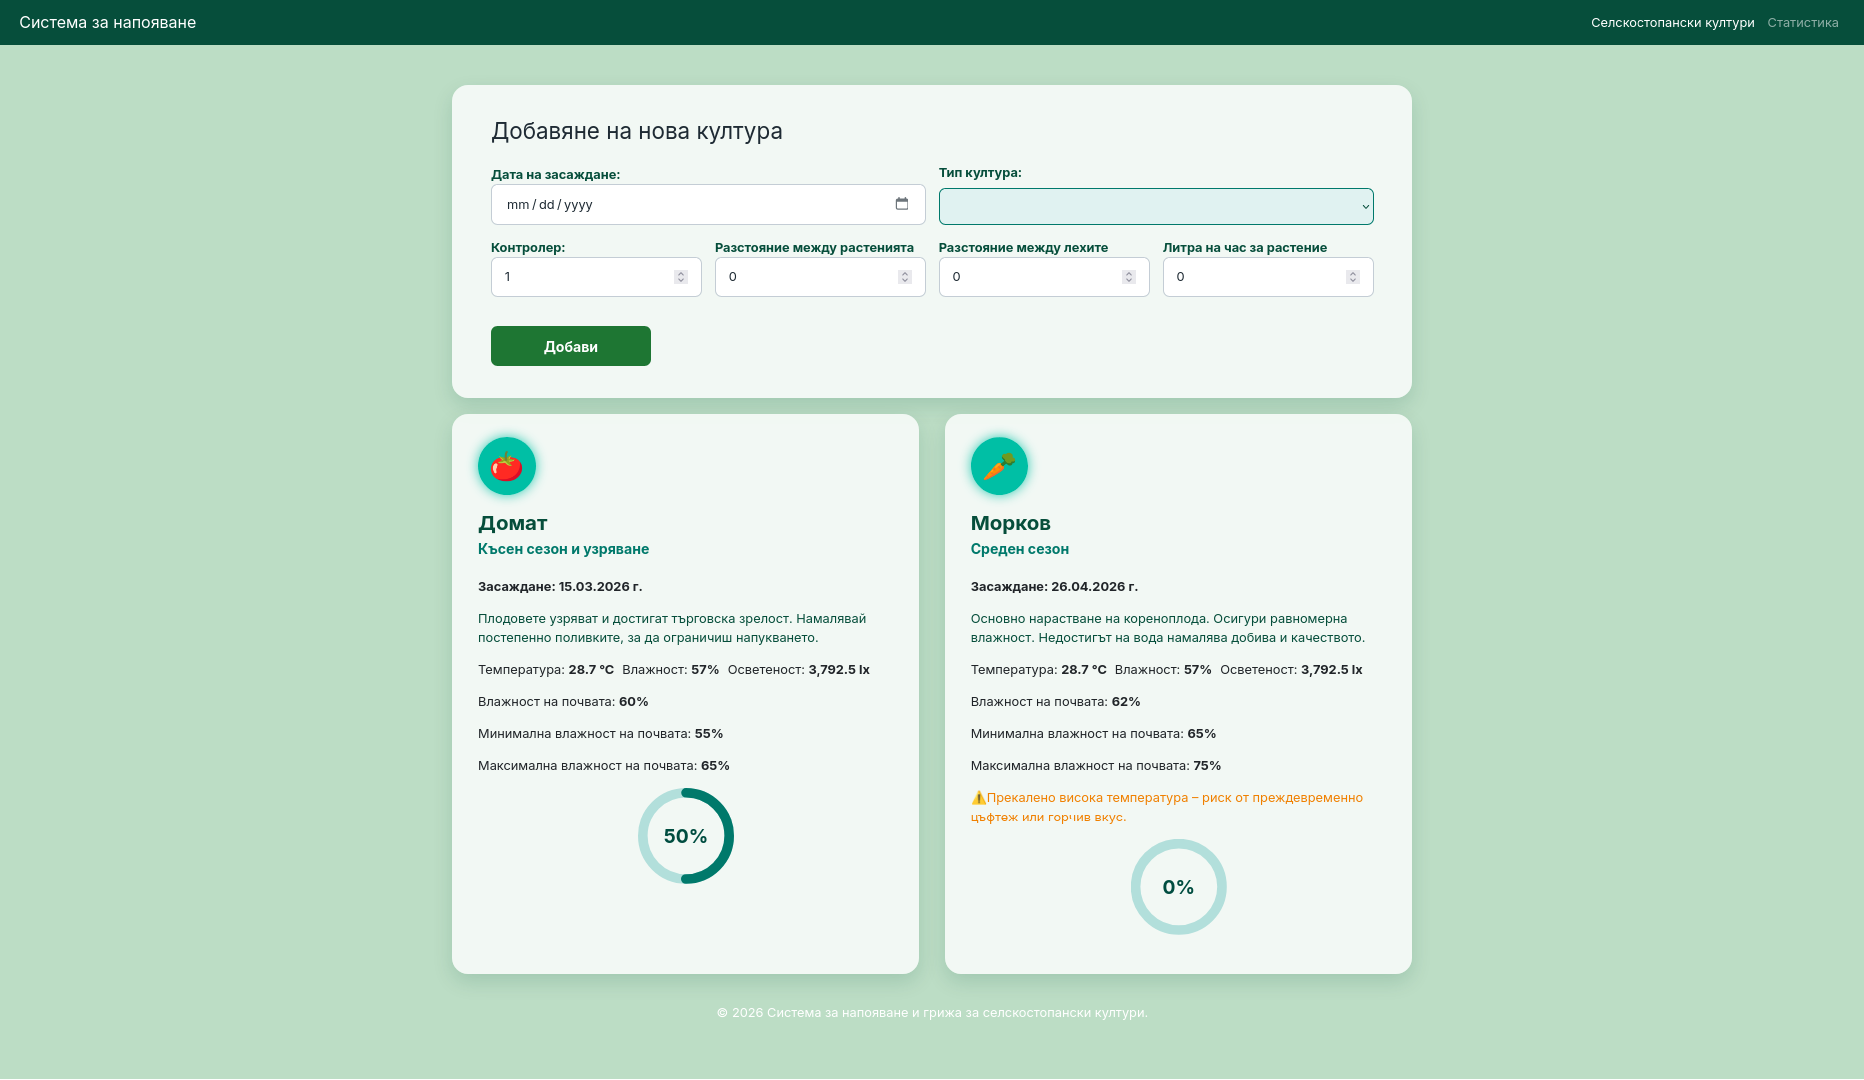 Система за напояване
Селскостопански култури Статистика
Добавяне на нова култура
Дата на засаждане:
Тип култура:
mm / dd / yyyy
Контролер:
Разстояние между растенията
Разстояние между лехите
Литра на час за растение
1
0
0
0
Добави
Домат
Късен сезон и узряване
Засаждане: 15.03.2026 г.
Плодовете узряват и достигат търговска зрелост. Намалявай
постепенно поливките, за да ограничиш напукването.
Температура: 28.7 °C Влажност: 57% Осветеност: 3,792.5 lx
Влажност на почвата: 60%
Минимална влажност на почвата: 55%
Максимална влажност на почвата: 65%
50%
Морков
Среден сезон
Засаждане: 26.04.2026 г.
Основно нарастване на кореноплода. Осигури равномерна
влажност. Недостигът на вода намалява добива и качеството.
Температура: 28.7 °C Влажност: 57% Осветеност: 3,792.5 lx
Влажност на почвата: 62%
Минимална влажност на почвата: 65%
Максимална влажност на почвата: 75%
⚠️Прекалено висока температура – риск от преждевременно
цъфтеж или горчив вкус.
0%
© 2026 Система за напояване и грижа за селскостопански култури.